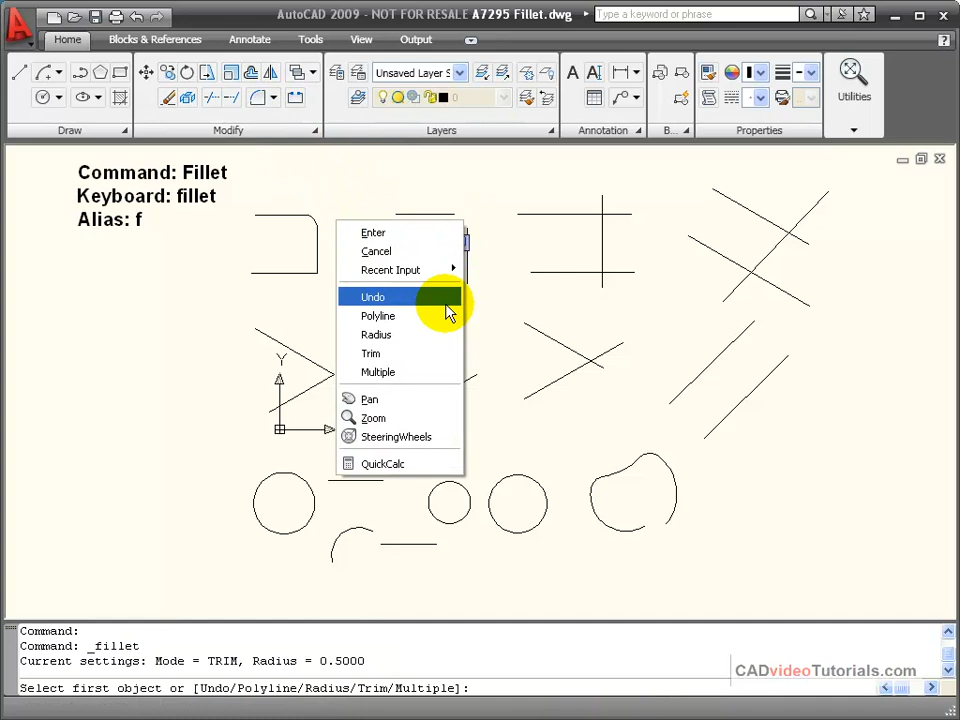 AutoCAD 2009 - NOT FOR RESALE A7295 Fillet.dwg
Type a keyword or phrase
Home Blocks & References Annotate Tools View Output
Unsaved Layer S
0
Utilities
Draw Modify Layers Annotation B... Properties
Command: Fillet
Keyboard: fillet
Alias: f
Enter
Cancel
Recent Input
Undo
Polyline
Radius
Trim
Multiple
Pan
Zoom
SteeringWheels
QuickCalc
Y
Command:
Command: _fillet
Current settings: Mode = TRIM, Radius = 0.5000
Select first object or [Undo/Polyline/Radius/Trim/Multiple]:
CADvideoTutorials.com